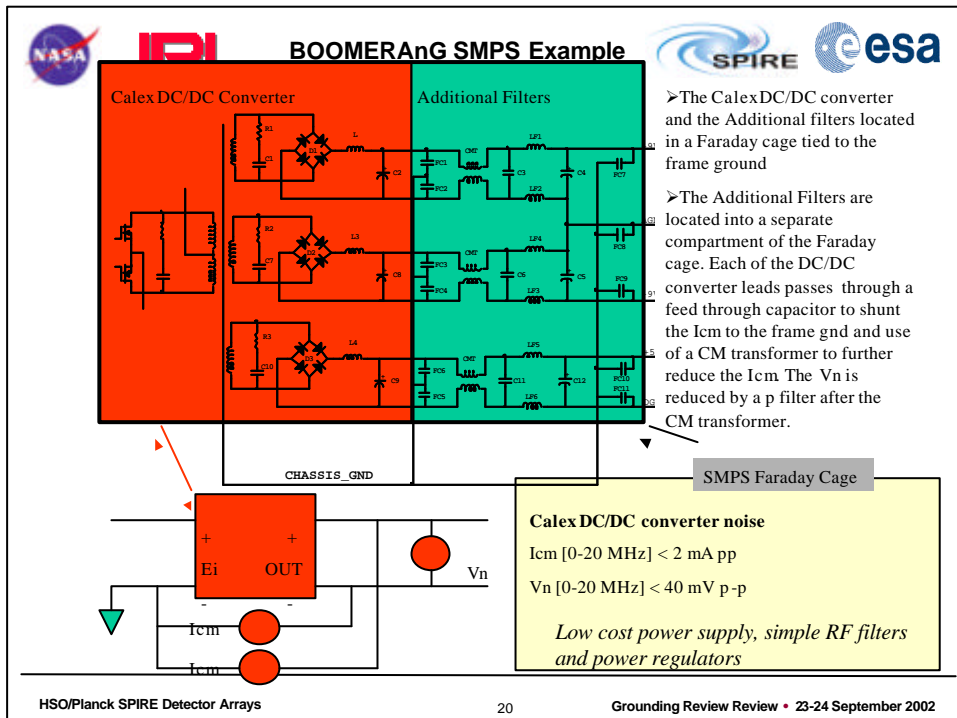 NASA
BOOMERAnG SMPS Example
SPIRE
esa
Calex DC/DC Converter
Additional Filters
R1
C1
D1
L
C2
FC1
FC2
CMT
C3
LF1
LF2
C4
FC7
R2
C7
D2
L3
C8
FC3
FC4
CMT
C6
LF4
LF3
C5
FC8
FC9
R3
C10
D3
L4
C9
FC6
FC5
CMT
C11
LF5
LF6
C12
FC10
FC11
CHASSIS_GND
➢The Calex DC/DC converter
and the Additional filters located
in a Faraday cage tied to the
frame ground
➢The Additional Filters are
located into a separate
compartment of the Faraday
cage. Each of the DC/DC
converter leads passes through a
feed through capacitor to shunt
the Icm to the frame gnd and use
of a CM transformer to further
reduce the Icm. The Vn is
reduced by a p filter after the
CM transformer.
SMPS Faraday Cage
+ +
Ei OUT
- -
Vn
Icm
Icm
Calex DC/DC converter noise
Icm [0-20 MHz] < 2 mA pp
Vn [0-20 MHz] < 40 mV p-p
Low cost power supply, simple RF filters
and power regulators
HSO/Planck SPIRE Detector Arrays
20
Grounding Review Review • 23-24 September 2002